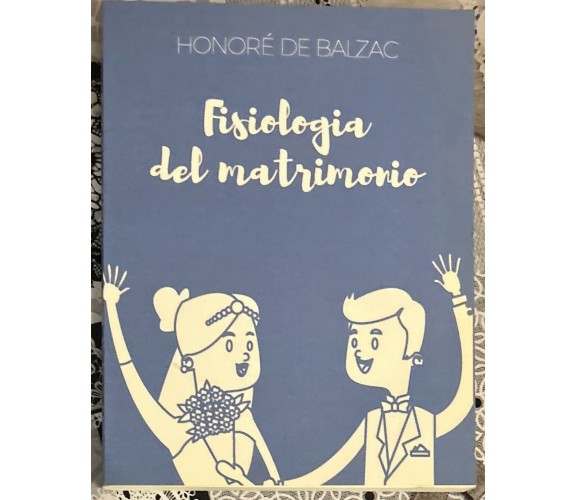 HONORÉ DE BALZAC
Fisiologia
del matrimonio